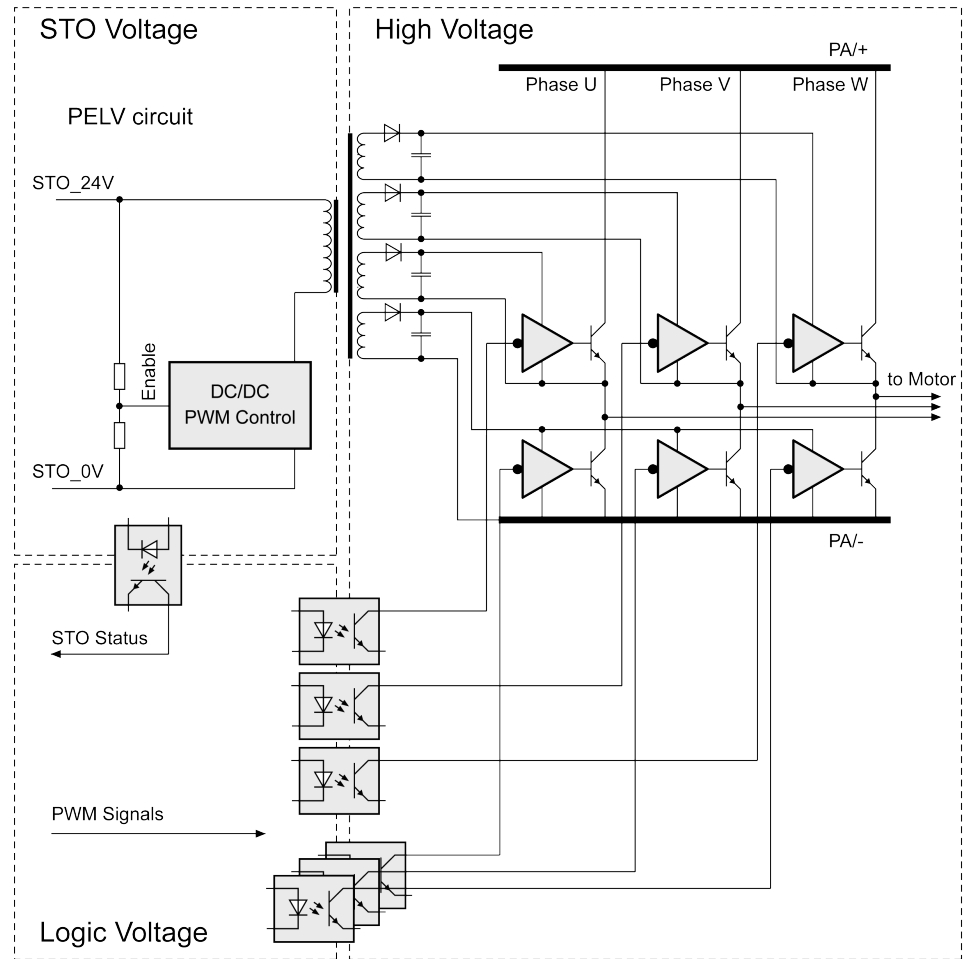 STO Voltage
High Voltage
PA/+
Phase U
Phase V
Phase W
PELV circuit
STO_24V
Enable
DC/DC
PWM Control
to Motor
STO_0V
PA/-
STO Status
PWM Signals
Logic Voltage